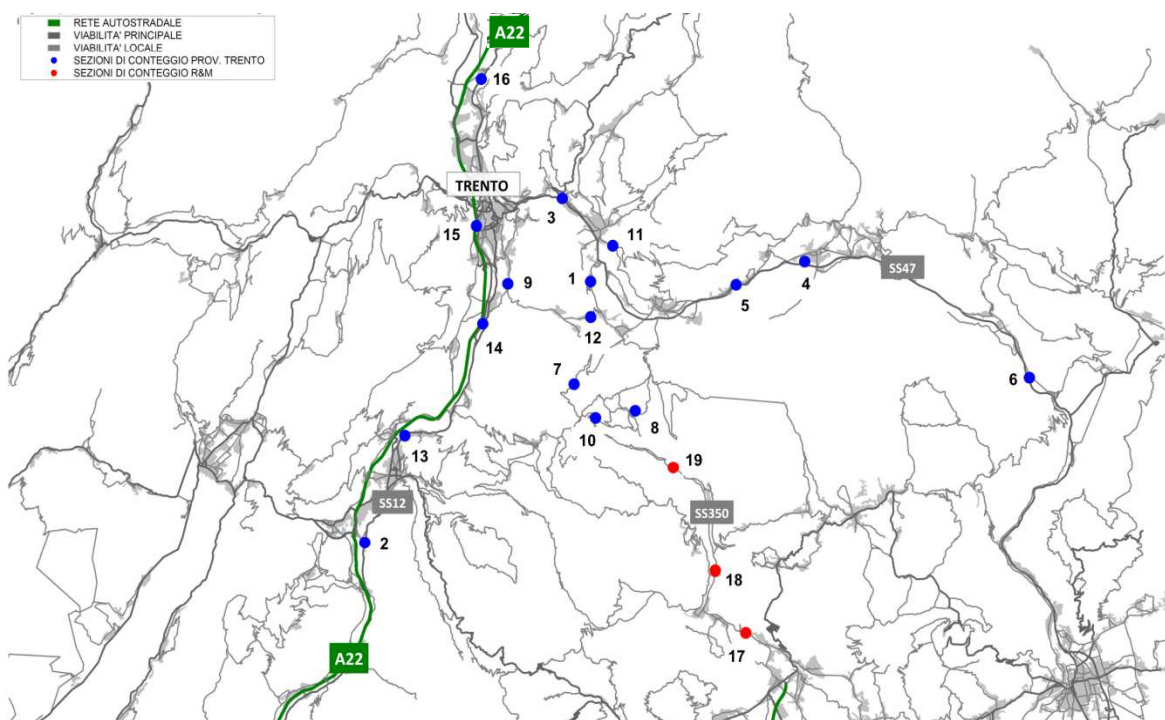 RETE AUTOSTRADALE
VIABILITA' PRINCIPALE
VIABILITA' LOCALE
SEZIONI DI CONTEGGIO PROV. TRENTO
SEZIONI DI CONTEGGIO R&M
A22
16
TRENTO
3
15
11
SS47
4
9
1
5
14
12
7
6
8
10
13
19
SS12
SS350
2
18
17
A22